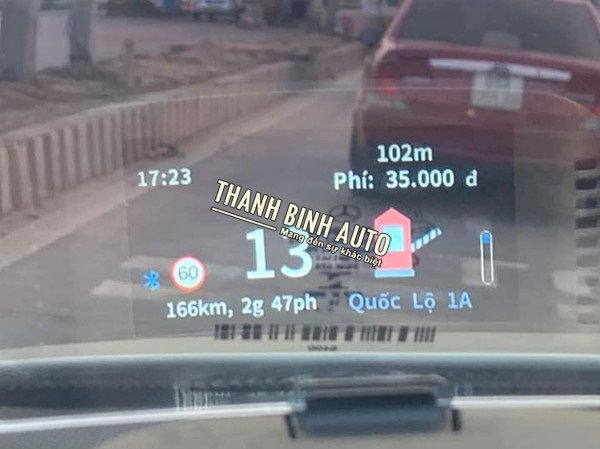 102m
17:23
Phí: 35.000 đ
THANH BINH AUTO
Mang đến sự khác biệt
13
60
166km, 2g 47ph
Quốc Lộ 1A